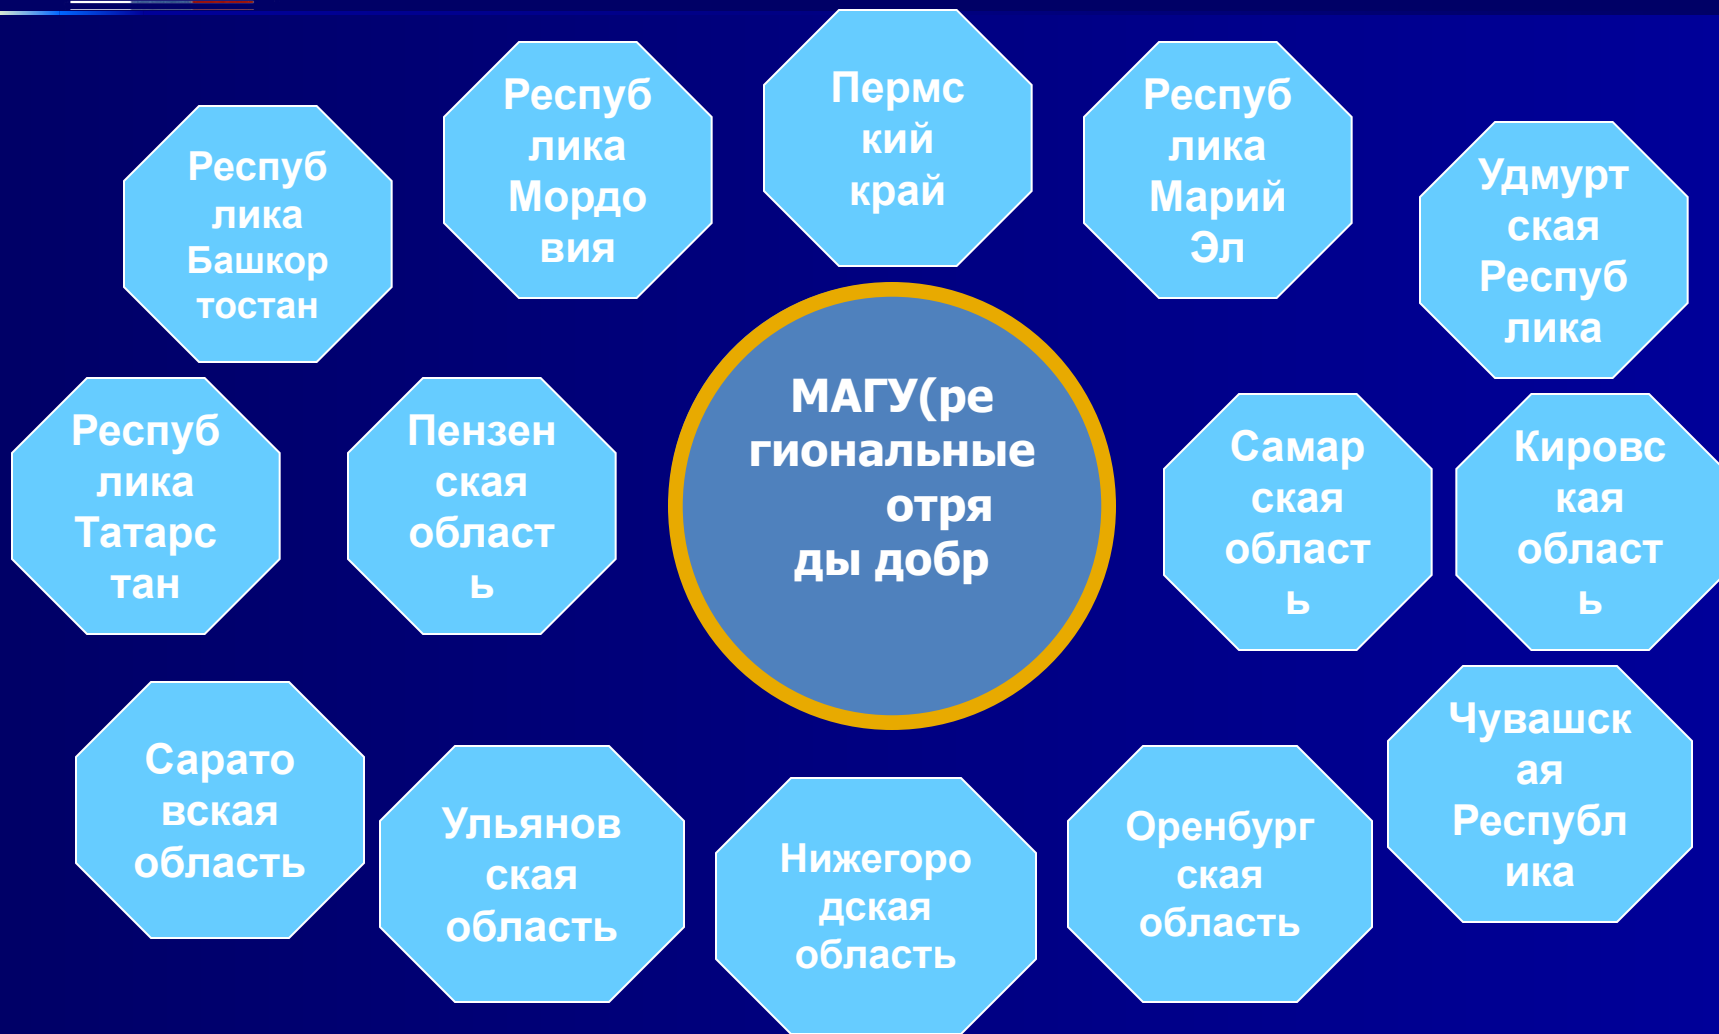 Респуб
лика
Башкор
тостан
Респуб
лика
Мордо
вия
Пермс
кий
край
Респуб
лика
Марий
Эл
Удмурт
ская
Респуб
лика
Респуб
лика
Татарс
тан
Пензен
ская
област
ь
МАГУ(ре
гиональные
отря
ды добр
Самар
ская
област
ь
Кировс
кая
област
ь
Сарато
вская
область
Ульянов
ская
область
Нижегоро
дская
область
Оренбург
ская
область
Чувашск
ая
Республ
ика